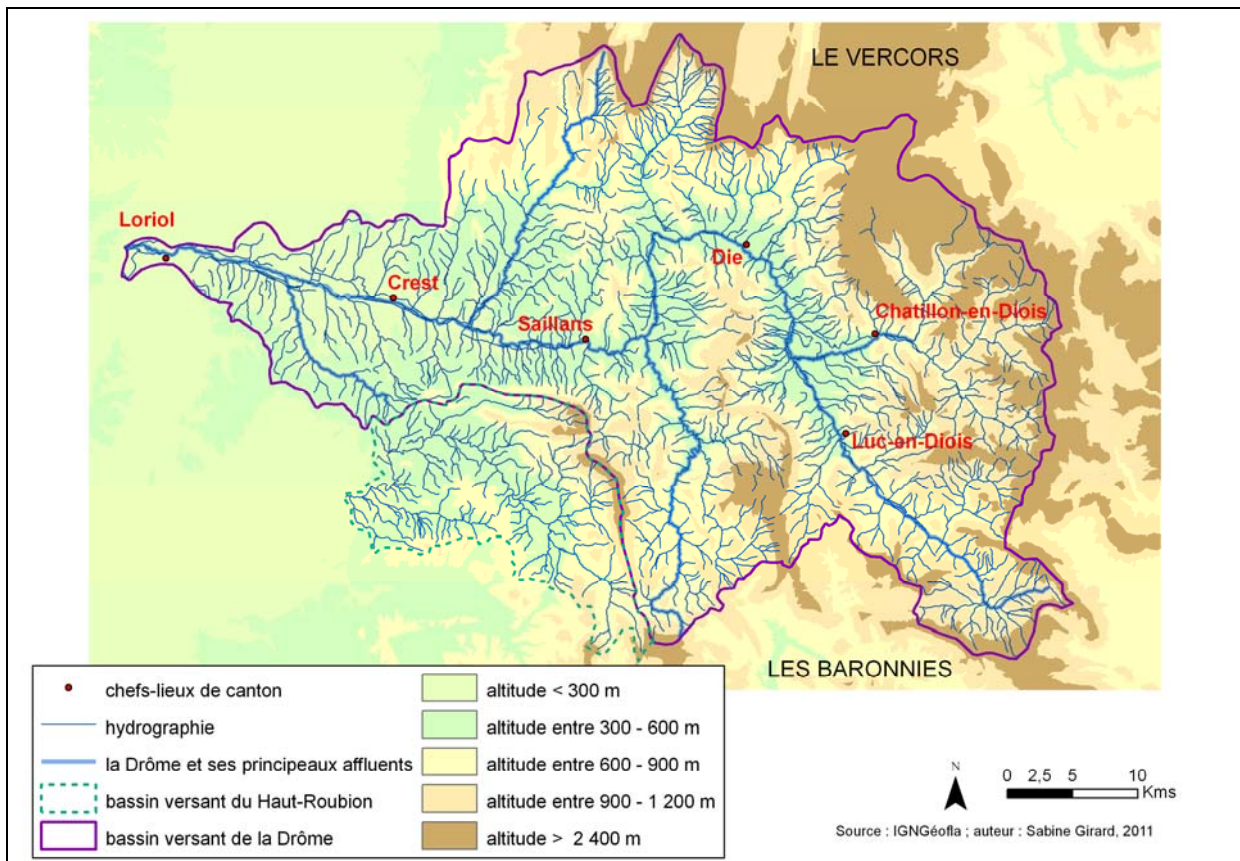 LE VERCORS
Loriol
Die
Crest
Chatillon-en-Diois
Saillans
Luc-en-Diois
LES BARONNIES
chefs-lieux de canton
hydrographie
la Drôme et ses principeaux affluents
bassin versant du Haut-Roubion
bassin versant de la Drôme
altitude < 300 m
altitude entre 300 - 600 m
altitude entre 600 - 900 m
altitude entre 900 - 1 200 m
altitude > 2 400 m
N
0 2,5 5 10
Kms
Source : IGNGéofla ; auteur : Sabine Girard, 2011